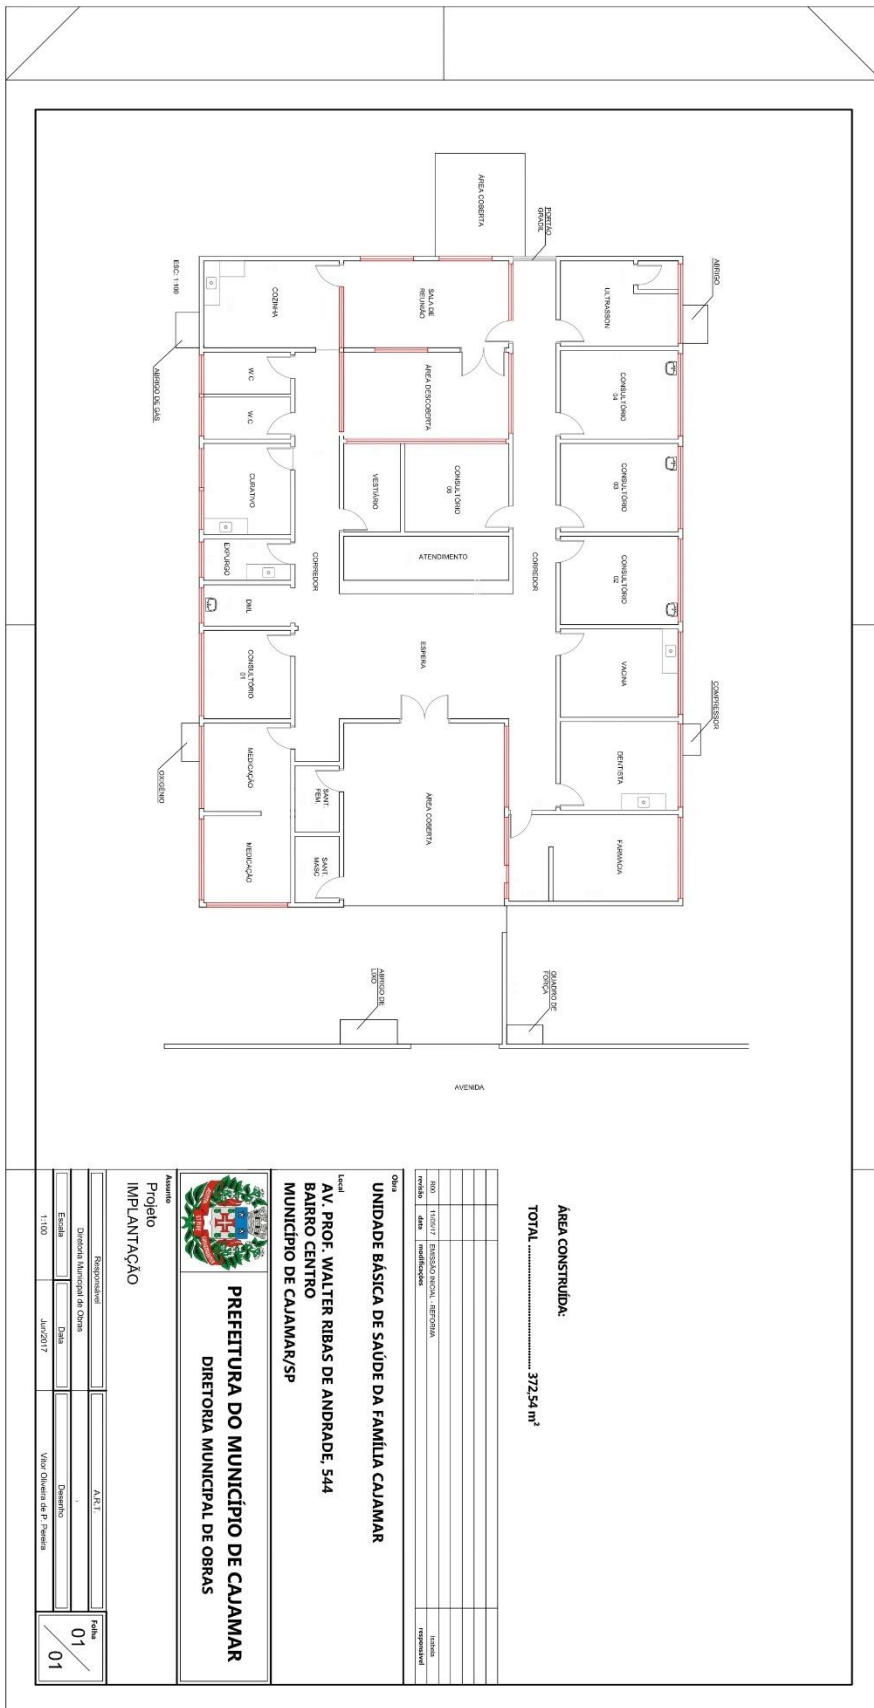 ÁREA COBERTA
PORTÃO
GRADIL
ABRIGO
ESC: 1:100
COZINHA
SALA DE
REUNIÃO
ULTRASSON
ABRIGO DE GÁS
W.C
W.C
ÁREA DESCOBERTA
CONSULTÓRIO
04
CURATIVO
VESTIÁRIO
CONSULTÓRIO
05
CONSULTÓRIO
03
EXPURGO
CORREDOR
ATENDIMENTO
CORREDOR
CONSULTÓRIO
02
DML
CONSULTÓRIO
01
ESPERA
VACINA
COMPRESSOR
OXIGÊNIO
MEDICAÇÃO
SANT.
FEM.
ÁREA COBERTA
DENTISTA
MEDICAÇÃO
SANT.
MASC
FARMÁCIA
ABRIGO DE
LIXO
QUADRO DE
FORÇA
AVENIDA
ÁREA CONSTRUÍDA:
TOTAL ................................ 372,54 m²
R00 11/05/17 EMISSÃO INICIAL - REFORMA
revisão data modificações responsável
Obra
UNIDADE BÁSICA DE SAÚDE DA FAMÍLIA CAJAMAR
Local
AV. PROF. WALTER RIBAS DE ANDRADE, 544
BAIRRO CENTRO
MUNICÍPIO DE CAJAMAR/SP
PREFEITURA DO MUNICÍPIO DE CAJAMAR
DIRETORIA MUNICIPAL DE OBRAS
Assunto
Projeto
IMPLANTAÇÃO
Responsável A.R.T.
Diretoria Municipal de Obras
Escala Data Desenho
1:100 Jun/2017 Vitor Oliveira de P. Pereira
Folha
01
01